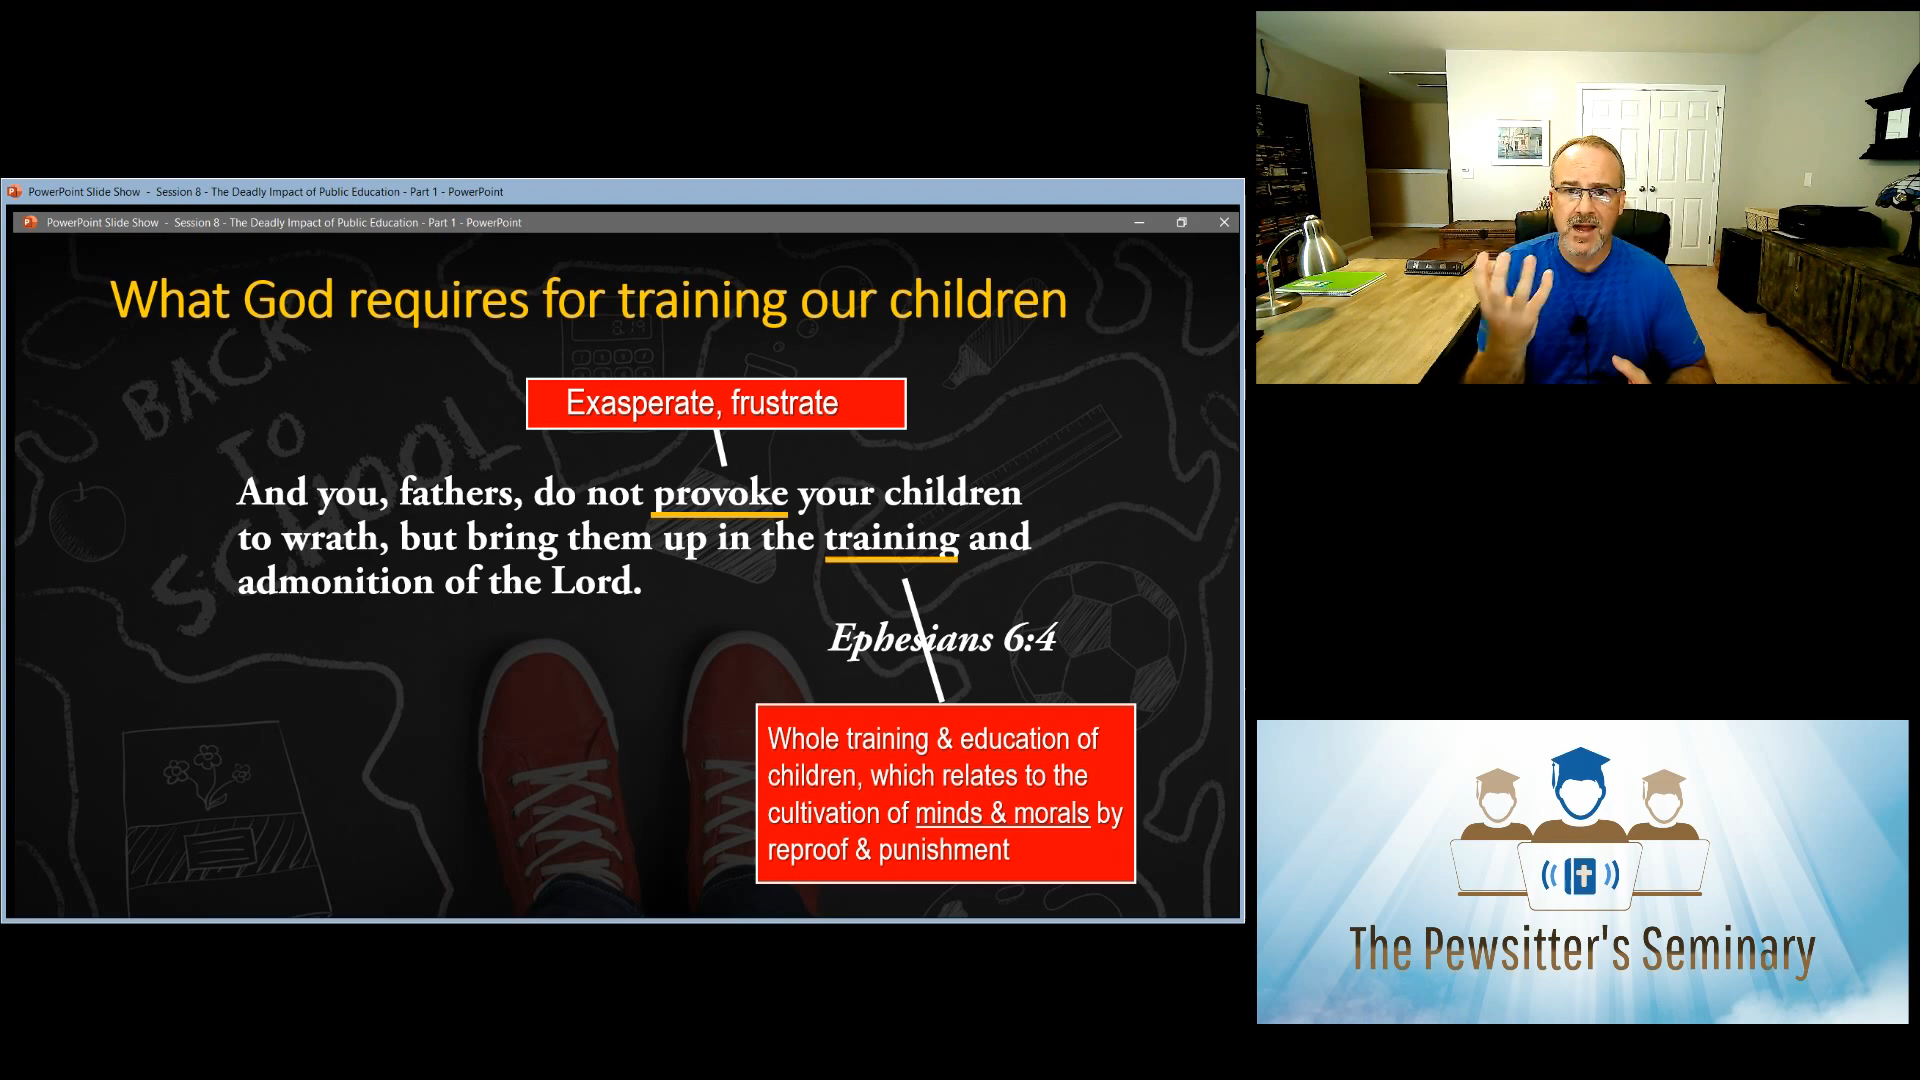 PowerPoint Slide Show - Session 8 - The Deadly Impact of Public Education - Part 1 - PowerPoint
PowerPoint Slide Show - Session 8 - The Deadly Impact of Public Education - Part 1 - PowerPoint
What God requires for training our children
BACK
TO
SCHOOL
Exasperate, frustrate
And you, fathers, do not provoke your children
to wrath, but bring them up in the training and
admonition of the Lord.
Ephesians 6:4
Whole training & education of
children, which relates to the
cultivation of minds & morals by
reproof & punishment
The Pewsitter's Seminary